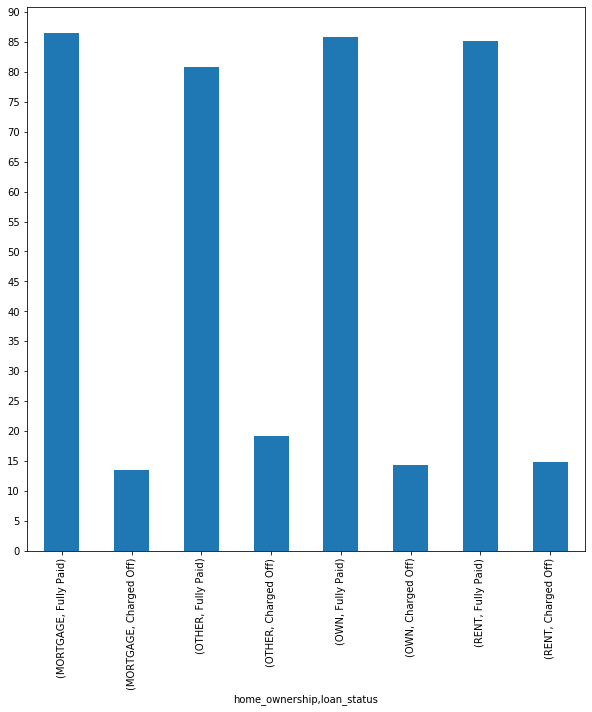 90
85
80
75
70
65
60
55
50
45
40
35
30
25
20
15
10
5
0
(MORTGAGE, Fully Paid)
(MORTGAGE, Charged Off)
(OTHER, Fully Paid)
(OTHER, Charged Off)
(OWN, Fully Paid)
(OWN, Charged Off)
(RENT, Fully Paid)
(RENT, Charged Off)
home_ownership,loan_status